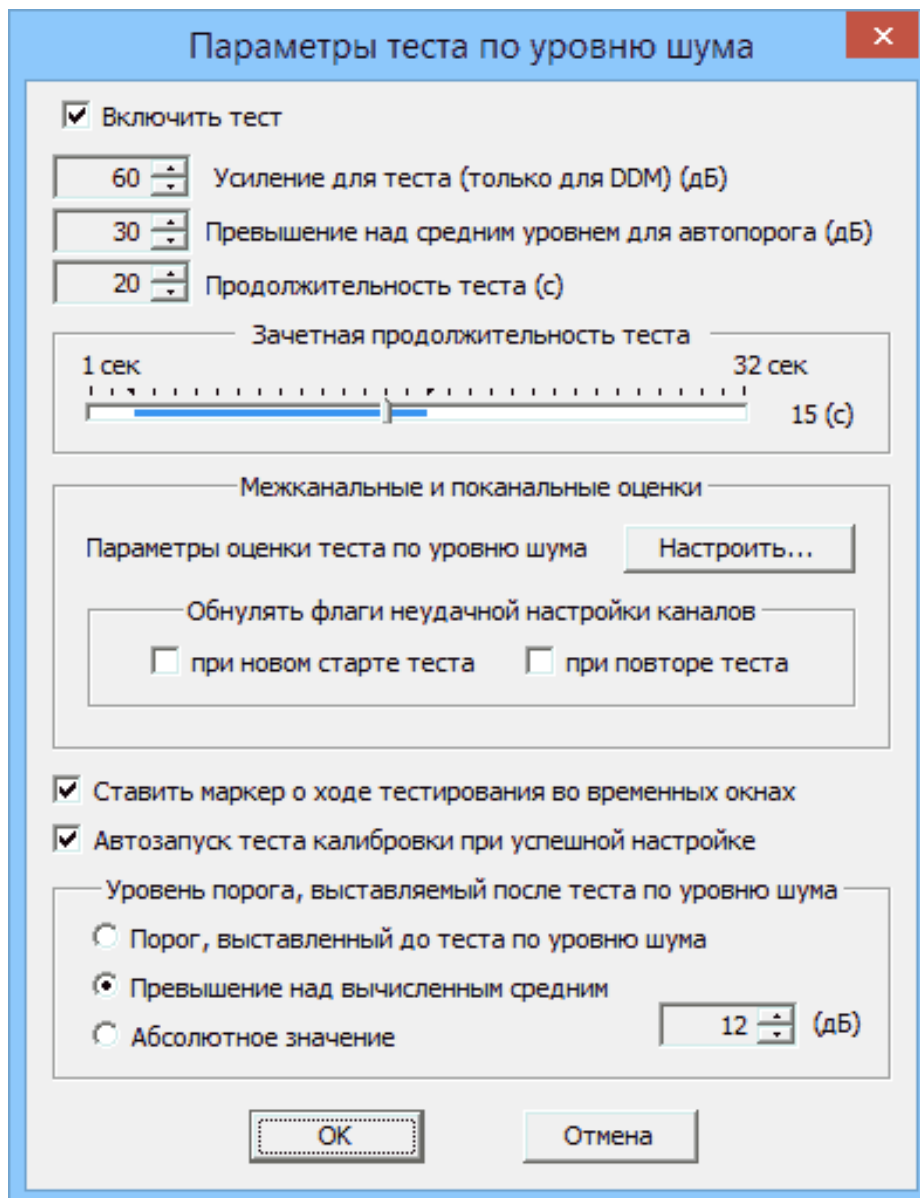 Параметры теста по уровню шума
Включить тест
60 Усиление для теста (только для DDM) (дБ)
30 Превышение над средним уровнем для автопорога (дБ)
20 Продолжительность теста (с)
Зачетная продолжительность теста
1 сек 32 сек
15 (с)
Межканальные и поканальные оценки
Параметры оценки теста по уровню шума Настроить...
Обнулять флаги неудачной настройки каналов
при новом старте теста при повторе теста
Ставить маркер о ходе тестирования во временных окнах
Автозапуск теста калибровки при успешной настройке
Уровень порога, выставляемый после теста по уровню шума
Порог, выставленный до теста по уровню шума
Превышение над вычисленным средним
Абсолютное значение 12 (дБ)
OK Отмена